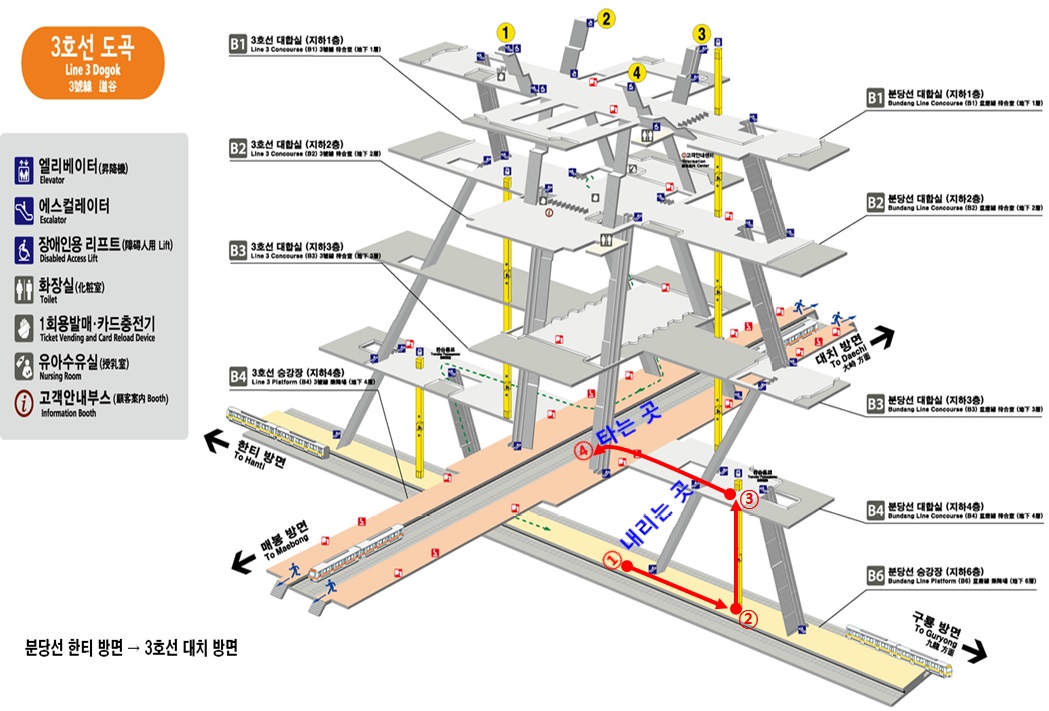 3호선 도곡
Line 3 Dogok
3號線 道谷
엘리베이터(昇降機)
Elevator
에스컬레이터
Escalator
장애인용 리프트(障碍人用 Lift)
Disabled Access Lift
화장실(化粧室)
Toilet
1회용발매·카드충전기
Ticket Vending and Card Reload Device
유아수유실(授乳室)
Nursing Room
고객안내부스(顧客案内 Booth)
Information Booth
1
2
3
4
B1 3호선 대합실 (지하1층)
Line 3 Concourse (B1) 3號線 待合室 (地下 1層)
B2 3호선 대합실 (지하2층)
Line 3 Concourse (B2) 3號線 待合室 (地下 2層)
B3 3호선 대합실 (지하3층)
Line 3 Concourse (B3) 3號線 待合室 (地下 3層)
B4 3호선 승강장 (지하4층)
Line 3 Platform (B4) 3號線 乘降場 (地下 4層)
B1 분당선 대합실 (지하1층)
Bundang Line Concourse (B1) 盆唐線 待合室 (地下 1層)
B2 분당선 대합실 (지하2층)
Bundang Line Concourse (B2) 盆唐線 待合室 (地下 2層)
B3 분당선 대합실 (지하3층)
Bundang Line Concourse (B3) 盆唐線 待合室 (地下 3層)
B4 분당선 대합실 (지하4층)
Bundang Line Concourse (B4) 盆唐線 待合室 (地下 4層)
B6 분당선 승강장 (지하6층)
Bundang Line Platform (B6) 盆唐線 乘降場 (地下 6層)
고객안내센터
Information
Center
대치 방면
To Daechi
大峙 方面
한티 방면
To Hanti
매봉 방면
To Maebong
구룡 방면
To Guryong
九龍 方面
타는 곳
내리는 곳
①
②
③
④
분당선 한티 방면 → 3호선 대치 방면